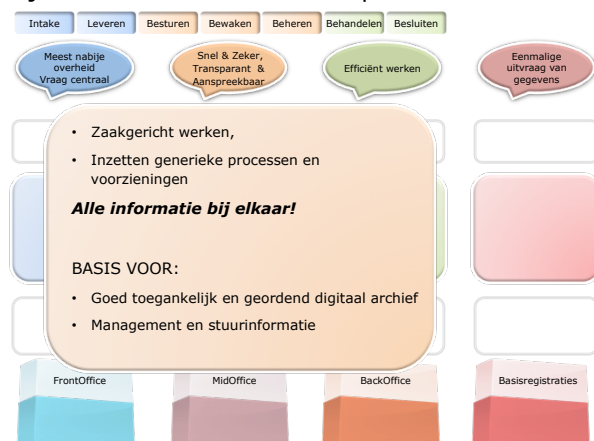 Intake Leveren Besturen Bewaken Beheren Behandelen Besluiten
Meest nabije
overheid
Vraag centraal
Snel & Zeker,
Transparant &
Aanspreekbaar
Efficiënt werken
Eenmalige
uitvraag van
gegevens
• Zaakgericht werken,
• Inzetten generieke processen en
voorzieningen
Alle informatie bij elkaar!
BASIS VOOR:
• Goed toegankelijk en geordend digitaal archief
• Management en stuurinformatie
FrontOffice MidOffice BackOffice Basisregistraties